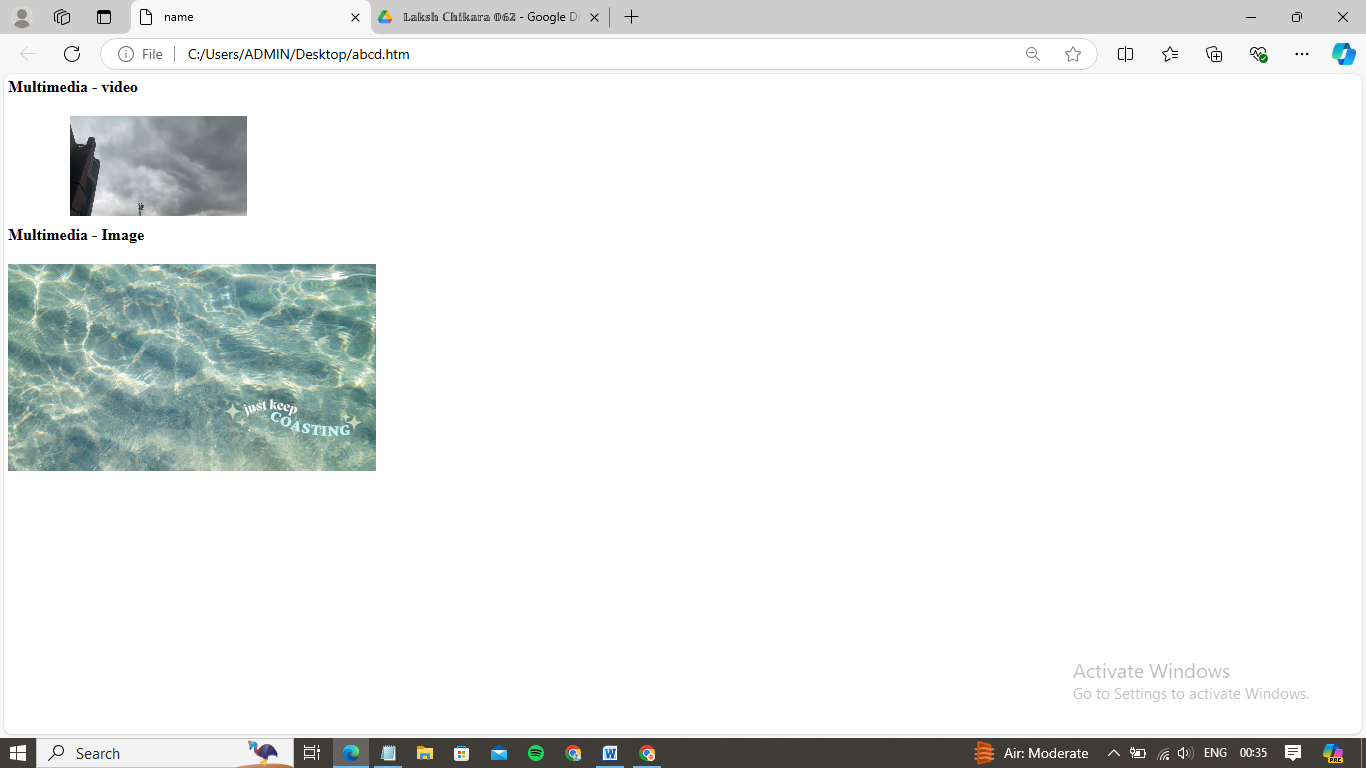 name
𝕃𝕒𝕜𝕤𝕙 ℂ𝕙𝕚𝕜𝕒𝕣𝕒 𝟘𝟞𝟚 - Google D
File
C:/Users/ADMIN/Desktop/abcd.htm
Multimedia - video
Multimedia - Image
just keep
COASTING
Activate Windows
Go to Settings to activate Windows.
Search
Air: Moderate
ENG
00:35
PRE